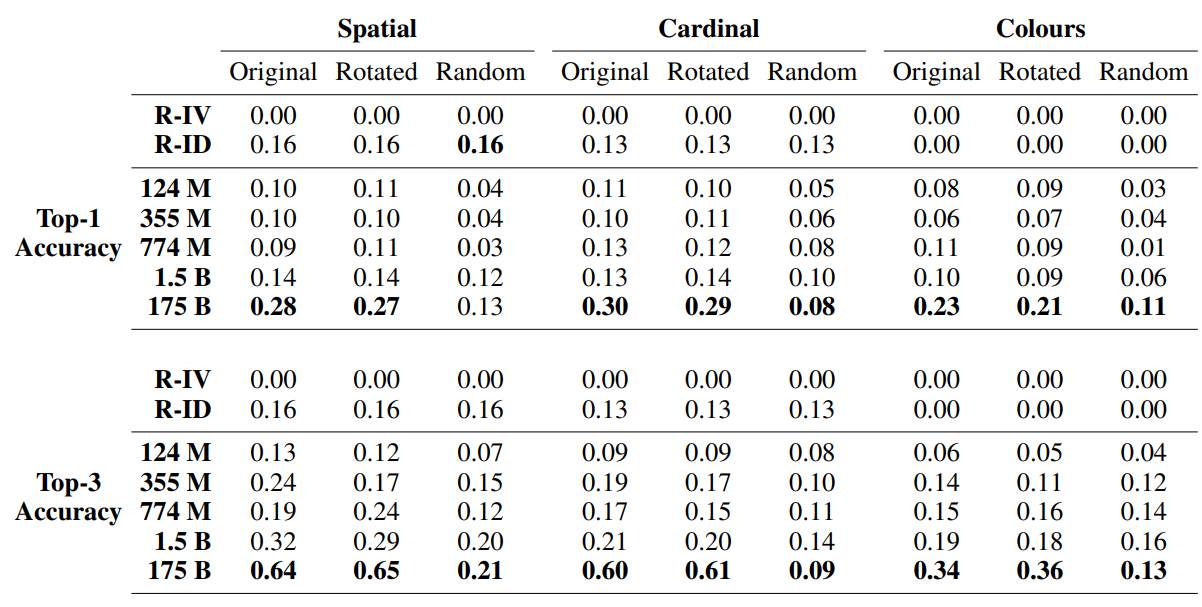 Spatial Cardinal Colours
Original Rotated Random Original Rotated Random Original Rotated Random
R-IV 0.00 0.00 0.00 0.00 0.00 0.00 0.00 0.00 0.00
R-ID 0.16 0.16 0.16 0.13 0.13 0.13 0.00 0.00 0.00
124 M 0.10 0.11 0.04 0.11 0.10 0.05 0.08 0.09 0.03
Top-1 355 M 0.10 0.10 0.04 0.10 0.11 0.06 0.06 0.07 0.04
Accuracy 774 M 0.09 0.11 0.03 0.13 0.12 0.08 0.11 0.09 0.01
1.5 B 0.14 0.14 0.12 0.13 0.14 0.10 0.10 0.09 0.06
175 B 0.28 0.27 0.13 0.30 0.29 0.08 0.23 0.21 0.11
R-IV 0.00 0.00 0.00 0.00 0.00 0.00 0.00 0.00 0.00
R-ID 0.16 0.16 0.16 0.13 0.13 0.13 0.00 0.00 0.00
124 M 0.13 0.12 0.07 0.09 0.09 0.08 0.06 0.05 0.04
Top-3 355 M 0.24 0.17 0.15 0.19 0.17 0.10 0.14 0.11 0.12
Accuracy 774 M 0.19 0.24 0.12 0.17 0.15 0.11 0.15 0.16 0.14
1.5 B 0.32 0.29 0.20 0.21 0.20 0.14 0.19 0.18 0.16
175 B 0.64 0.65 0.21 0.60 0.61 0.09 0.34 0.36 0.13